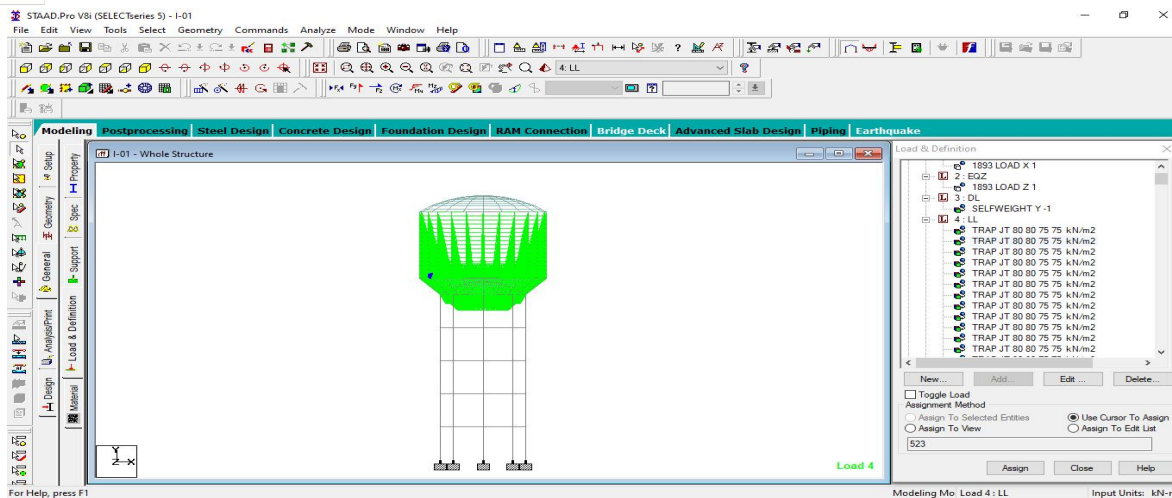 STAAD.Pro V8i (SELECTseries 5) - I-01
File Edit View Tools Select Geometry Commands Analyze Mode Window Help
4: LL
Modeling Postprocessing Steel Design Concrete Design Foundation Design RAM Connection Bridge Deck Advanced Slab Design Piping Earthquake
Setup
Geometry
General
Analysis/Print
Design
Property
Spec
Support
Load & Definition
Material
I-01 - Whole Structure
Y
Z X
Load 4
Load & Definition
1893 LOAD X 1
L 2 : EQZ
1893 LOAD Z 1
L 3 : DL
SELFWEIGHT Y -1
L 4 : LL
TRAP JT 80 80 75 75 kN/m2
TRAP JT 80 80 75 75 kN/m2
TRAP JT 80 80 75 75 kN/m2
TRAP JT 80 80 75 75 kN/m2
TRAP JT 80 80 75 75 kN/m2
TRAP JT 80 80 75 75 kN/m2
TRAP JT 80 80 75 75 kN/m2
TRAP JT 80 80 75 75 kN/m2
TRAP JT 80 80 75 75 kN/m2
TRAP JT 80 80 75 75 kN/m2
TRAP JT 80 80 75 75 kN/m2
TRAP JT 80 80 75 75 kN/m2
New... Add... Edit ... Delete...
Toggle Load
Assignment Method
Assign To Selected Entities Use Cursor To Assign
Assign To View Assign To Edit List
523
Assign Close Help
For Help, press F1
Modeling Mo Load 4 : LL Input Units: kN-r